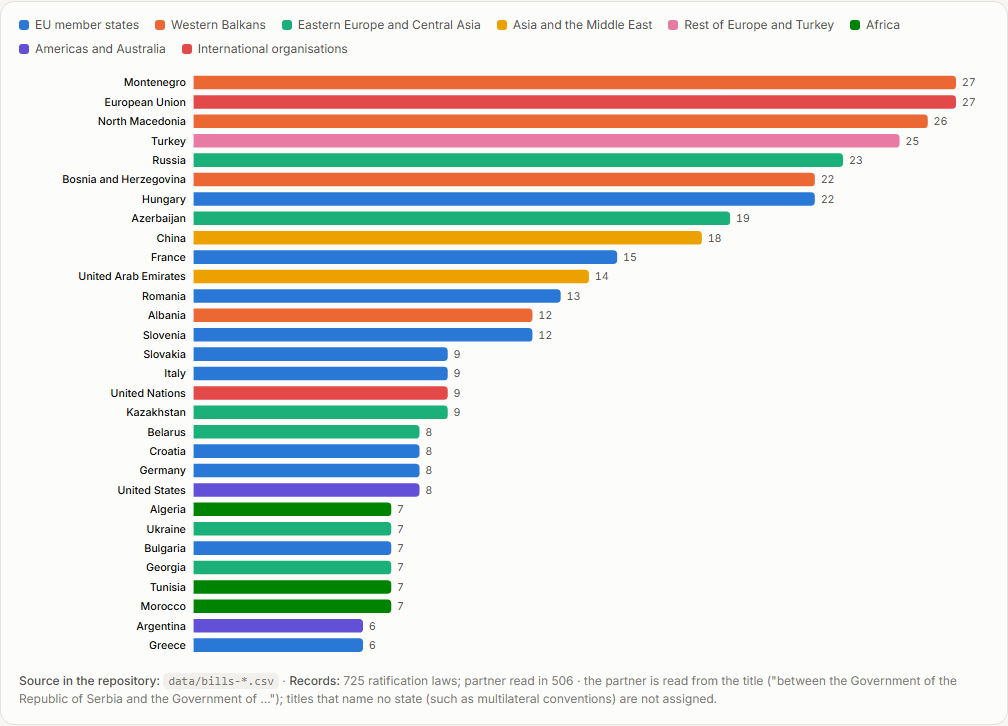 EU member states Western Balkans Eastern Europe and Central Asia Asia and the Middle East Rest of Europe and Turkey Africa
Americas and Australia International organisations
Montenegro 27
European Union 27
North Macedonia 26
Turkey 25
Russia 23
Bosnia and Herzegovina 22
Hungary 22
Azerbaijan 19
China 18
France 15
United Arab Emirates 14
Romania 13
Albania 12
Slovenia 12
Slovakia 9
Italy 9
United Nations 9
Kazakhstan 9
Belarus 8
Croatia 8
Germany 8
United States 8
Algeria 7
Ukraine 7
Bulgaria 7
Georgia 7
Tunisia 7
Morocco 7
Argentina 6
Greece 6
Source in the repository: data/bills-*.csv · Records: 725 ratification laws; partner read in 506 · the partner is read from the title ("between the Government of the
Republic of Serbia and the Government of ..."); titles that name no state (such as multilateral conventions) are not assigned.